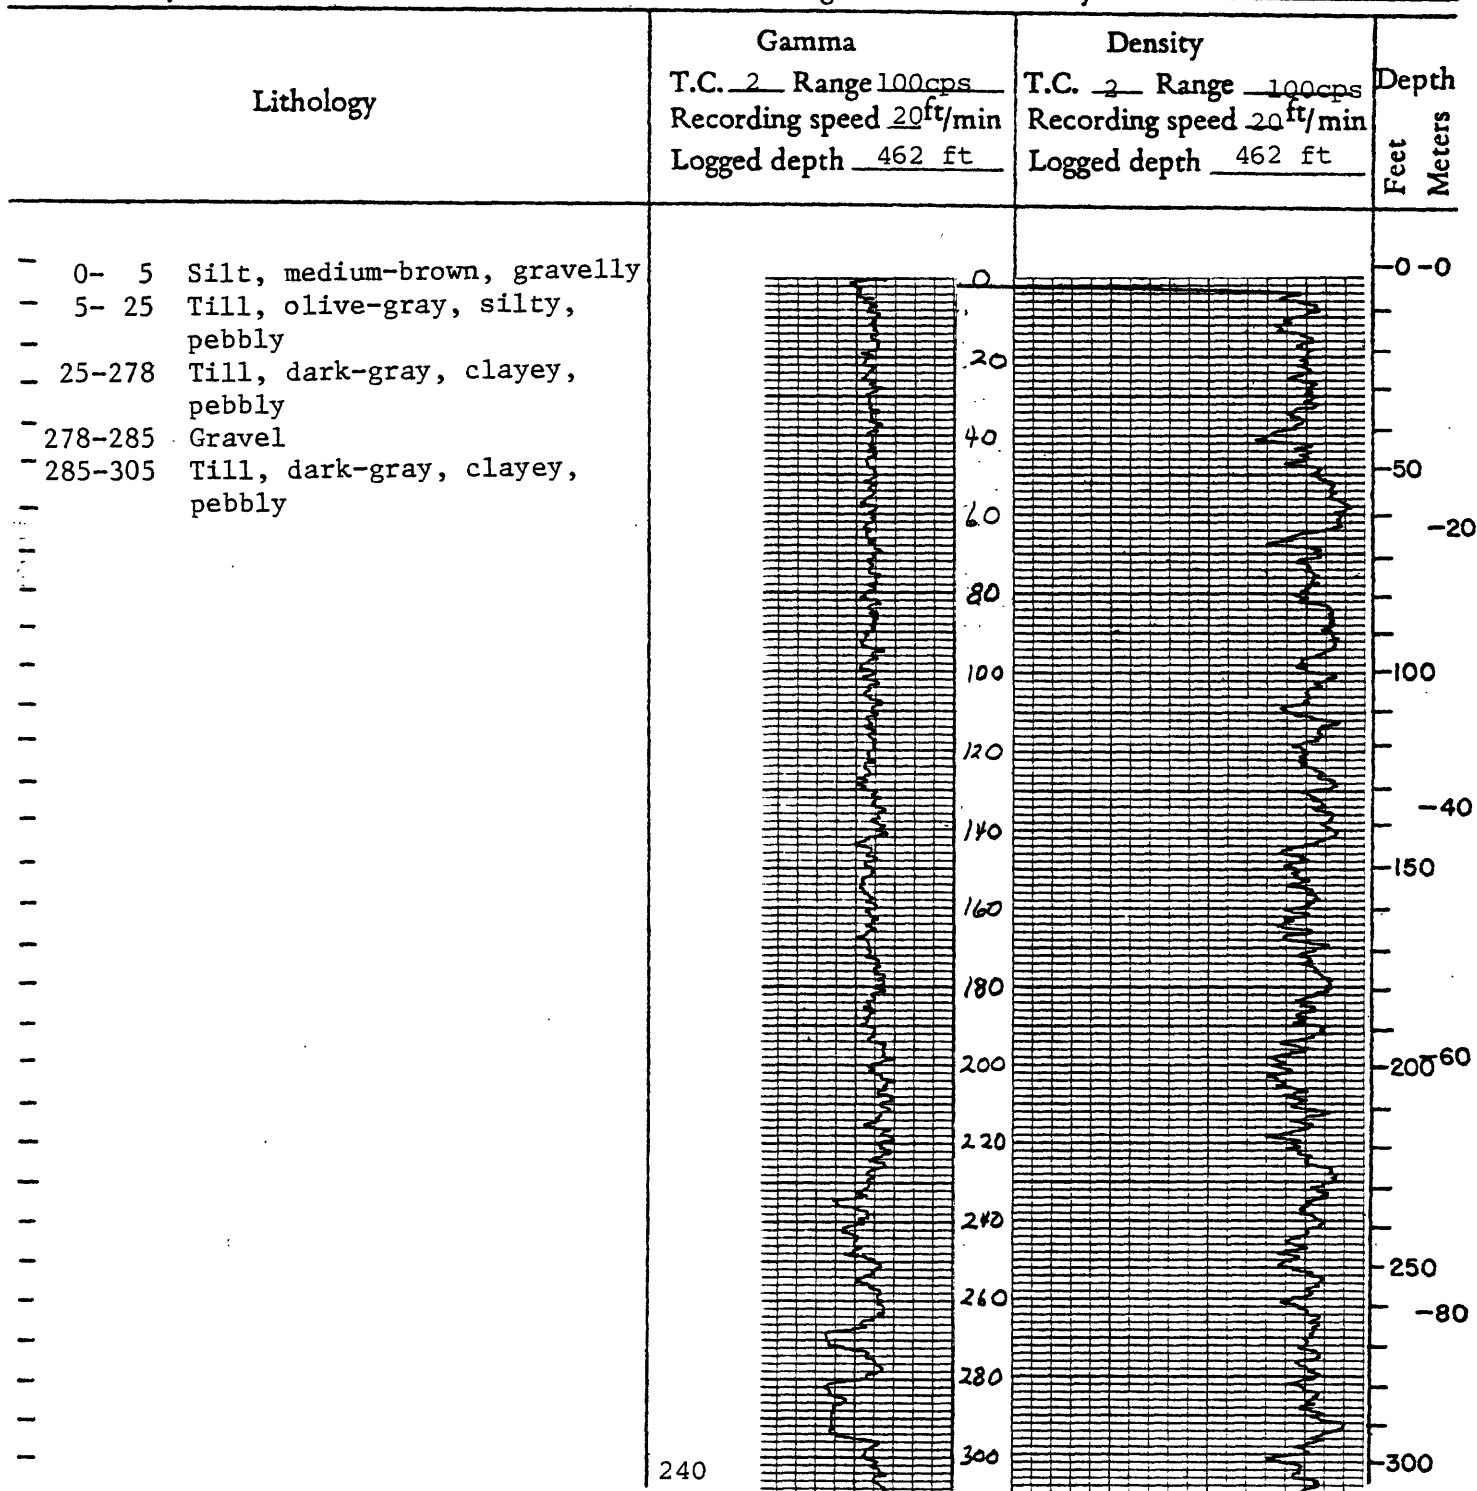 Lithology
Gamma
T.C. 2 Range 100cps
Recording speed 20ft/min
Logged depth 462 ft
Density
T.C. 2 Range 100cps
Recording speed 20ft/min
Logged depth 462 ft
Depth
Feet
Meters
0- 5 Silt, medium-brown, gravelly
5- 25 Till, olive-gray, silty,
pebbly
25-278 Till, dark-gray, clayey,
pebbly
278-285 Gravel
285-305 Till, dark-gray, clayey,
pebbly
0
20
40
60
80
100
120
140
160
180
200
220
240
260
280
300
-0 -0
-50
-20
-100
-40
-150
-200
-60
-250
-80
-300
240